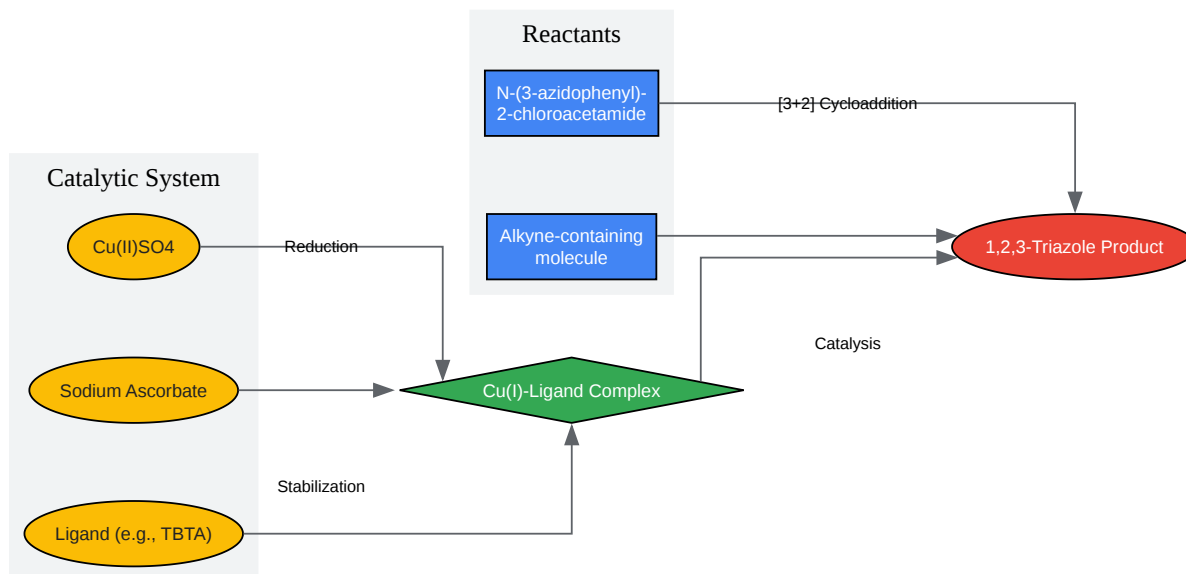 Reactants
N-(3-azidophenyl)-
2-chloroacetamide
[3+2] Cycloaddition
Catalytic System
Cu(II)SO4
Reduction
Alkyne-containing
molecule
1,2,3-Triazole Product
Catalysis
Sodium Ascorbate
Cu(I)-Ligand Complex
Stabilization
Ligand (e.g., TBTA)